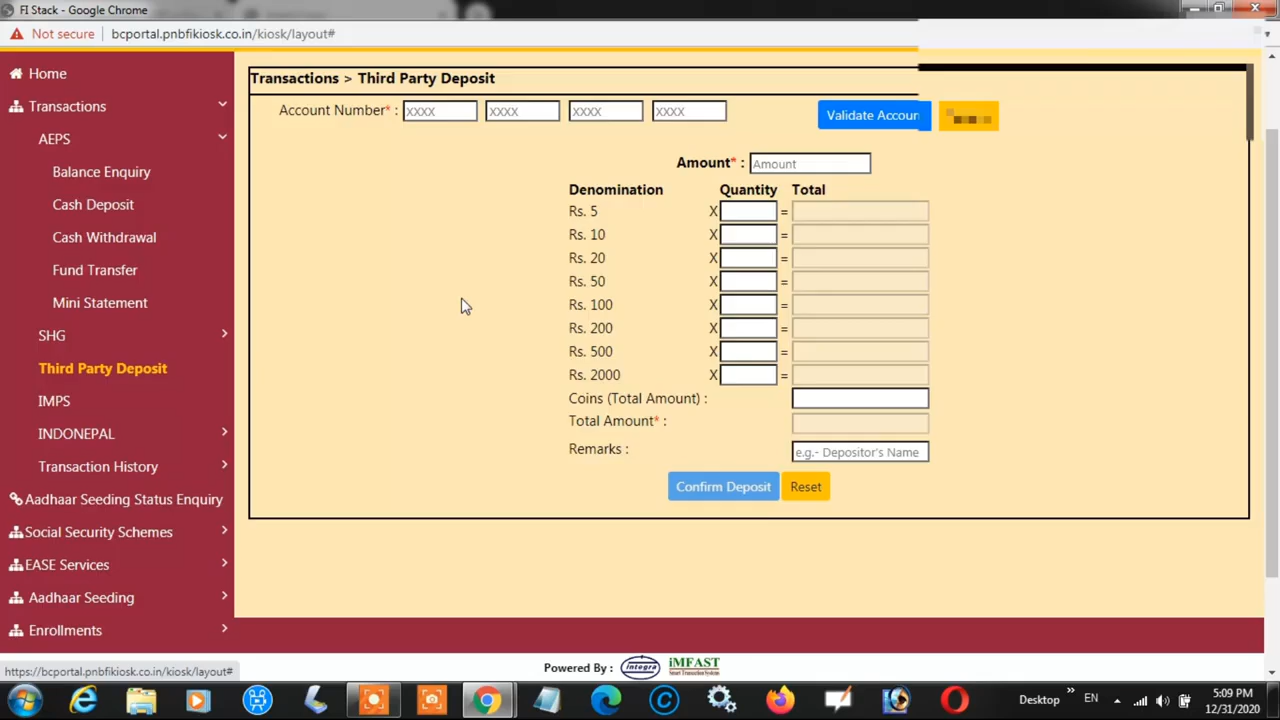 FI Stack - Google Chrome
Not secure | bcportal.pnbfikiosk.co.in/kiosk/layout#
Home
Transactions
AEPS
Balance Enquiry
Cash Deposit
Cash Withdrawal
Fund Transfer
Mini Statement
SHG
Third Party Deposit
IMPS
INDONEPAL
Transaction History
Aadhaar Seeding Status Enquiry
Social Security Schemes
EASE Services
Aadhaar Seeding
Enrollments
Transactions > Third Party Deposit
Account Number* : XXXX XXXX XXXX XXXX Validate Accoun
Amount* : Amount
Denomination Quantity Total
Rs. 5 X =
Rs. 10 X =
Rs. 20 X =
Rs. 50 X =
Rs. 100 X =
Rs. 200 X =
Rs. 500 X =
Rs. 2000 X =
Coins (Total Amount) :
Total Amount* :
Remarks : e.g.- Depositor's Name
Confirm Deposit Reset
https://bcportal.pnbfikiosk.co.in/kiosk/layout#
Powered By : integra iMFAST
Smart Transaction Systems
Desktop » EN 5:09 PM
12/31/2020